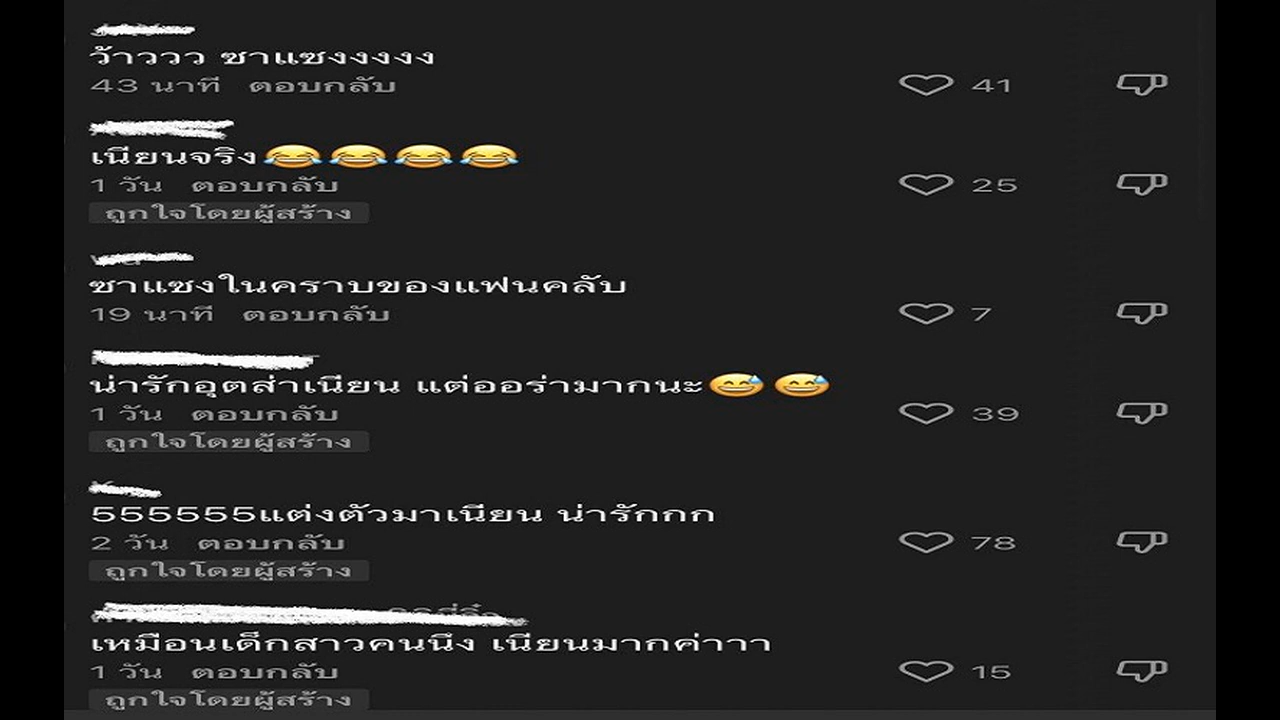 ว้าววว ซาแซงงงงง
43 นาที ตอบกลับ 41
เนียนจริง😂😂😂😂
1 วัน ตอบกลับ 25
ถูกใจโดยผู้สร้าง
ซาแซงในคราบของแฟนคลับ
19 นาที ตอบกลับ 7
น่ารักอุตส่าเนียน แต่ออร่ามากนะ😅😅
1 วัน ตอบกลับ 39
ถูกใจโดยผู้สร้าง
555555แต่งตัวมาเนียน น่ารักกก
2 วัน ตอบกลับ 78
ถูกใจโดยผู้สร้าง
เหมือนเด็กสาวคนนึง เนียนมากค่าาา
1 วัน ตอบกลับ 15
ถูกใจโดยผู้สร้าง